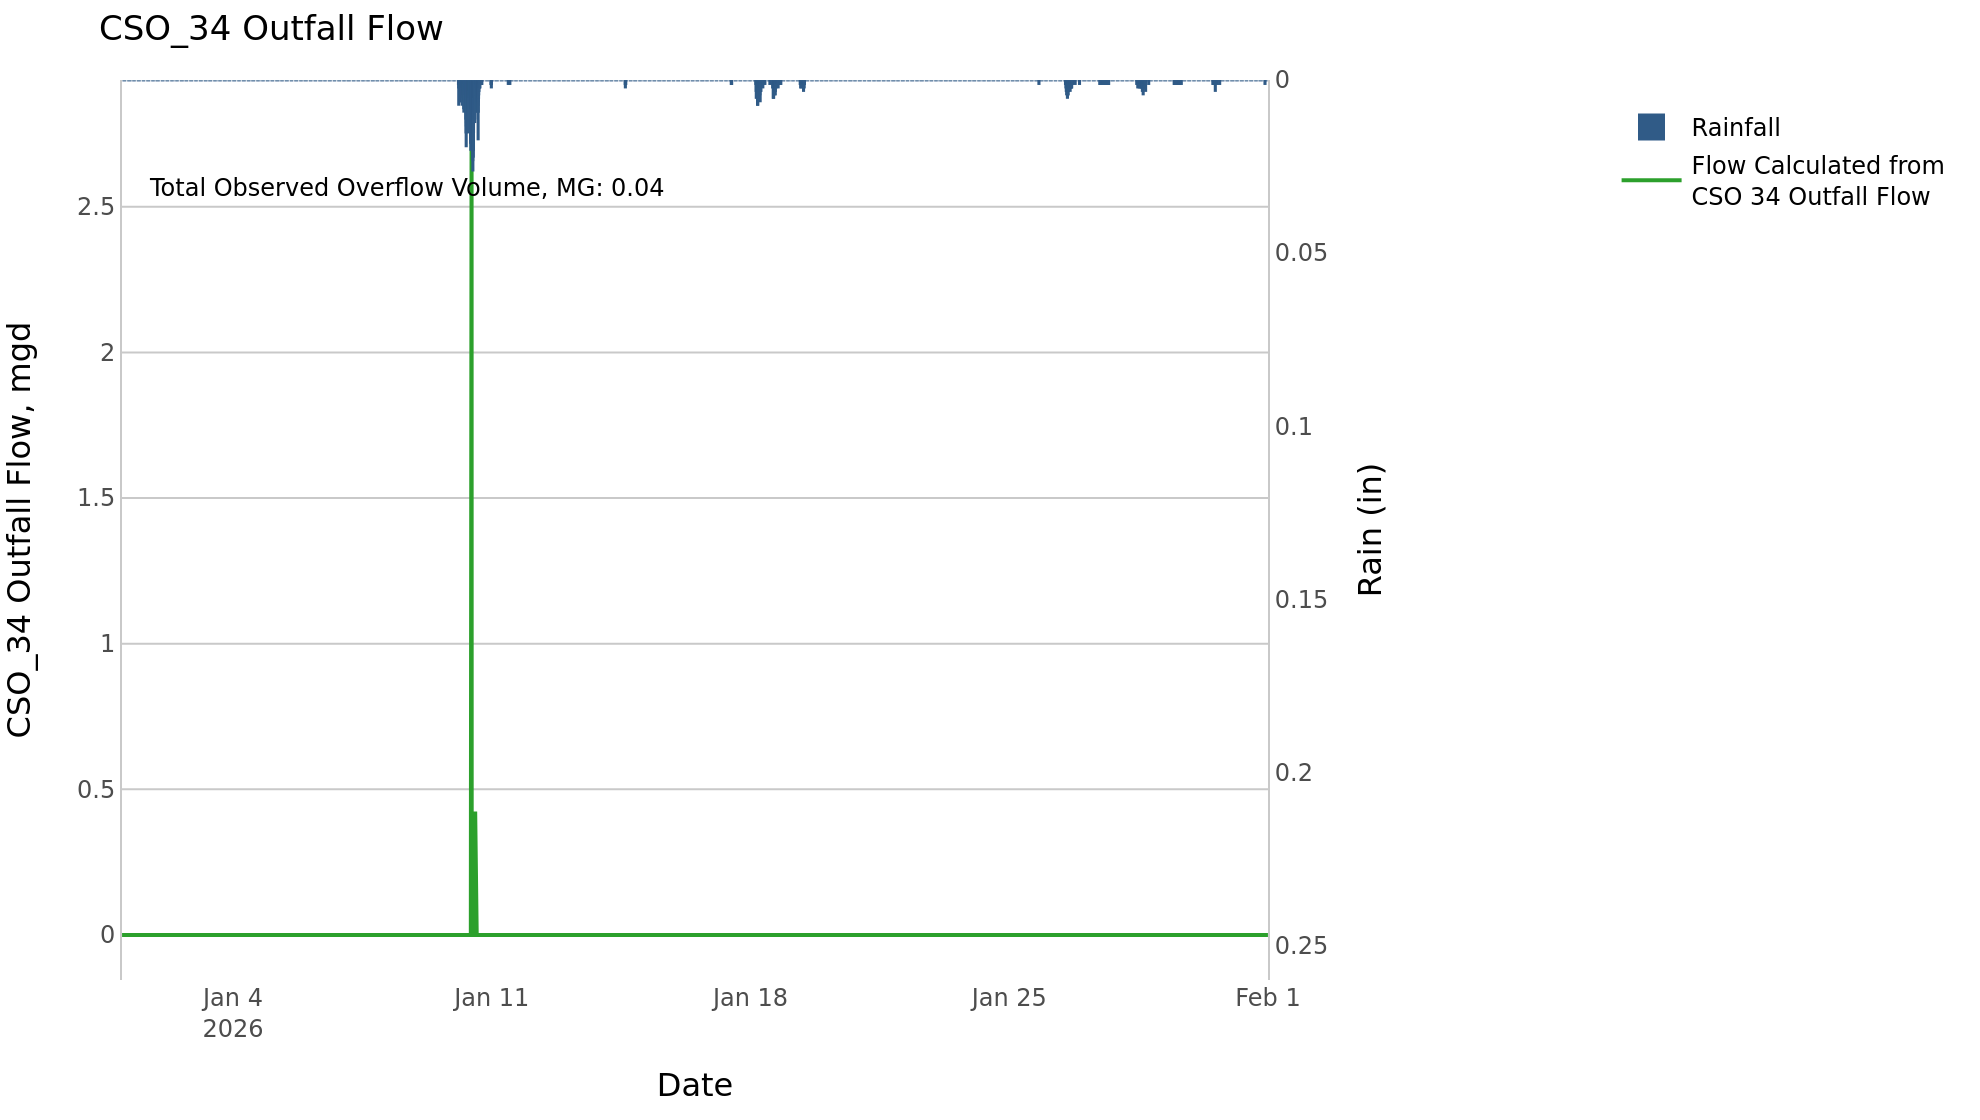 CSO_34 Outfall Flow
0
Rainfall
Flow Calculated from
CSO 34 Outfall Flow
Total Observed Overflow Volume, MG: 0.04
2.5
2
1.5
1
0.5
0
CSO_34 Outfall Flow, mgd
0.05
0.1
0.15
0.2
0.25
Rain (in)
Jan 4
2026
Jan 11
Jan 18
Jan 25
Feb 1
Date